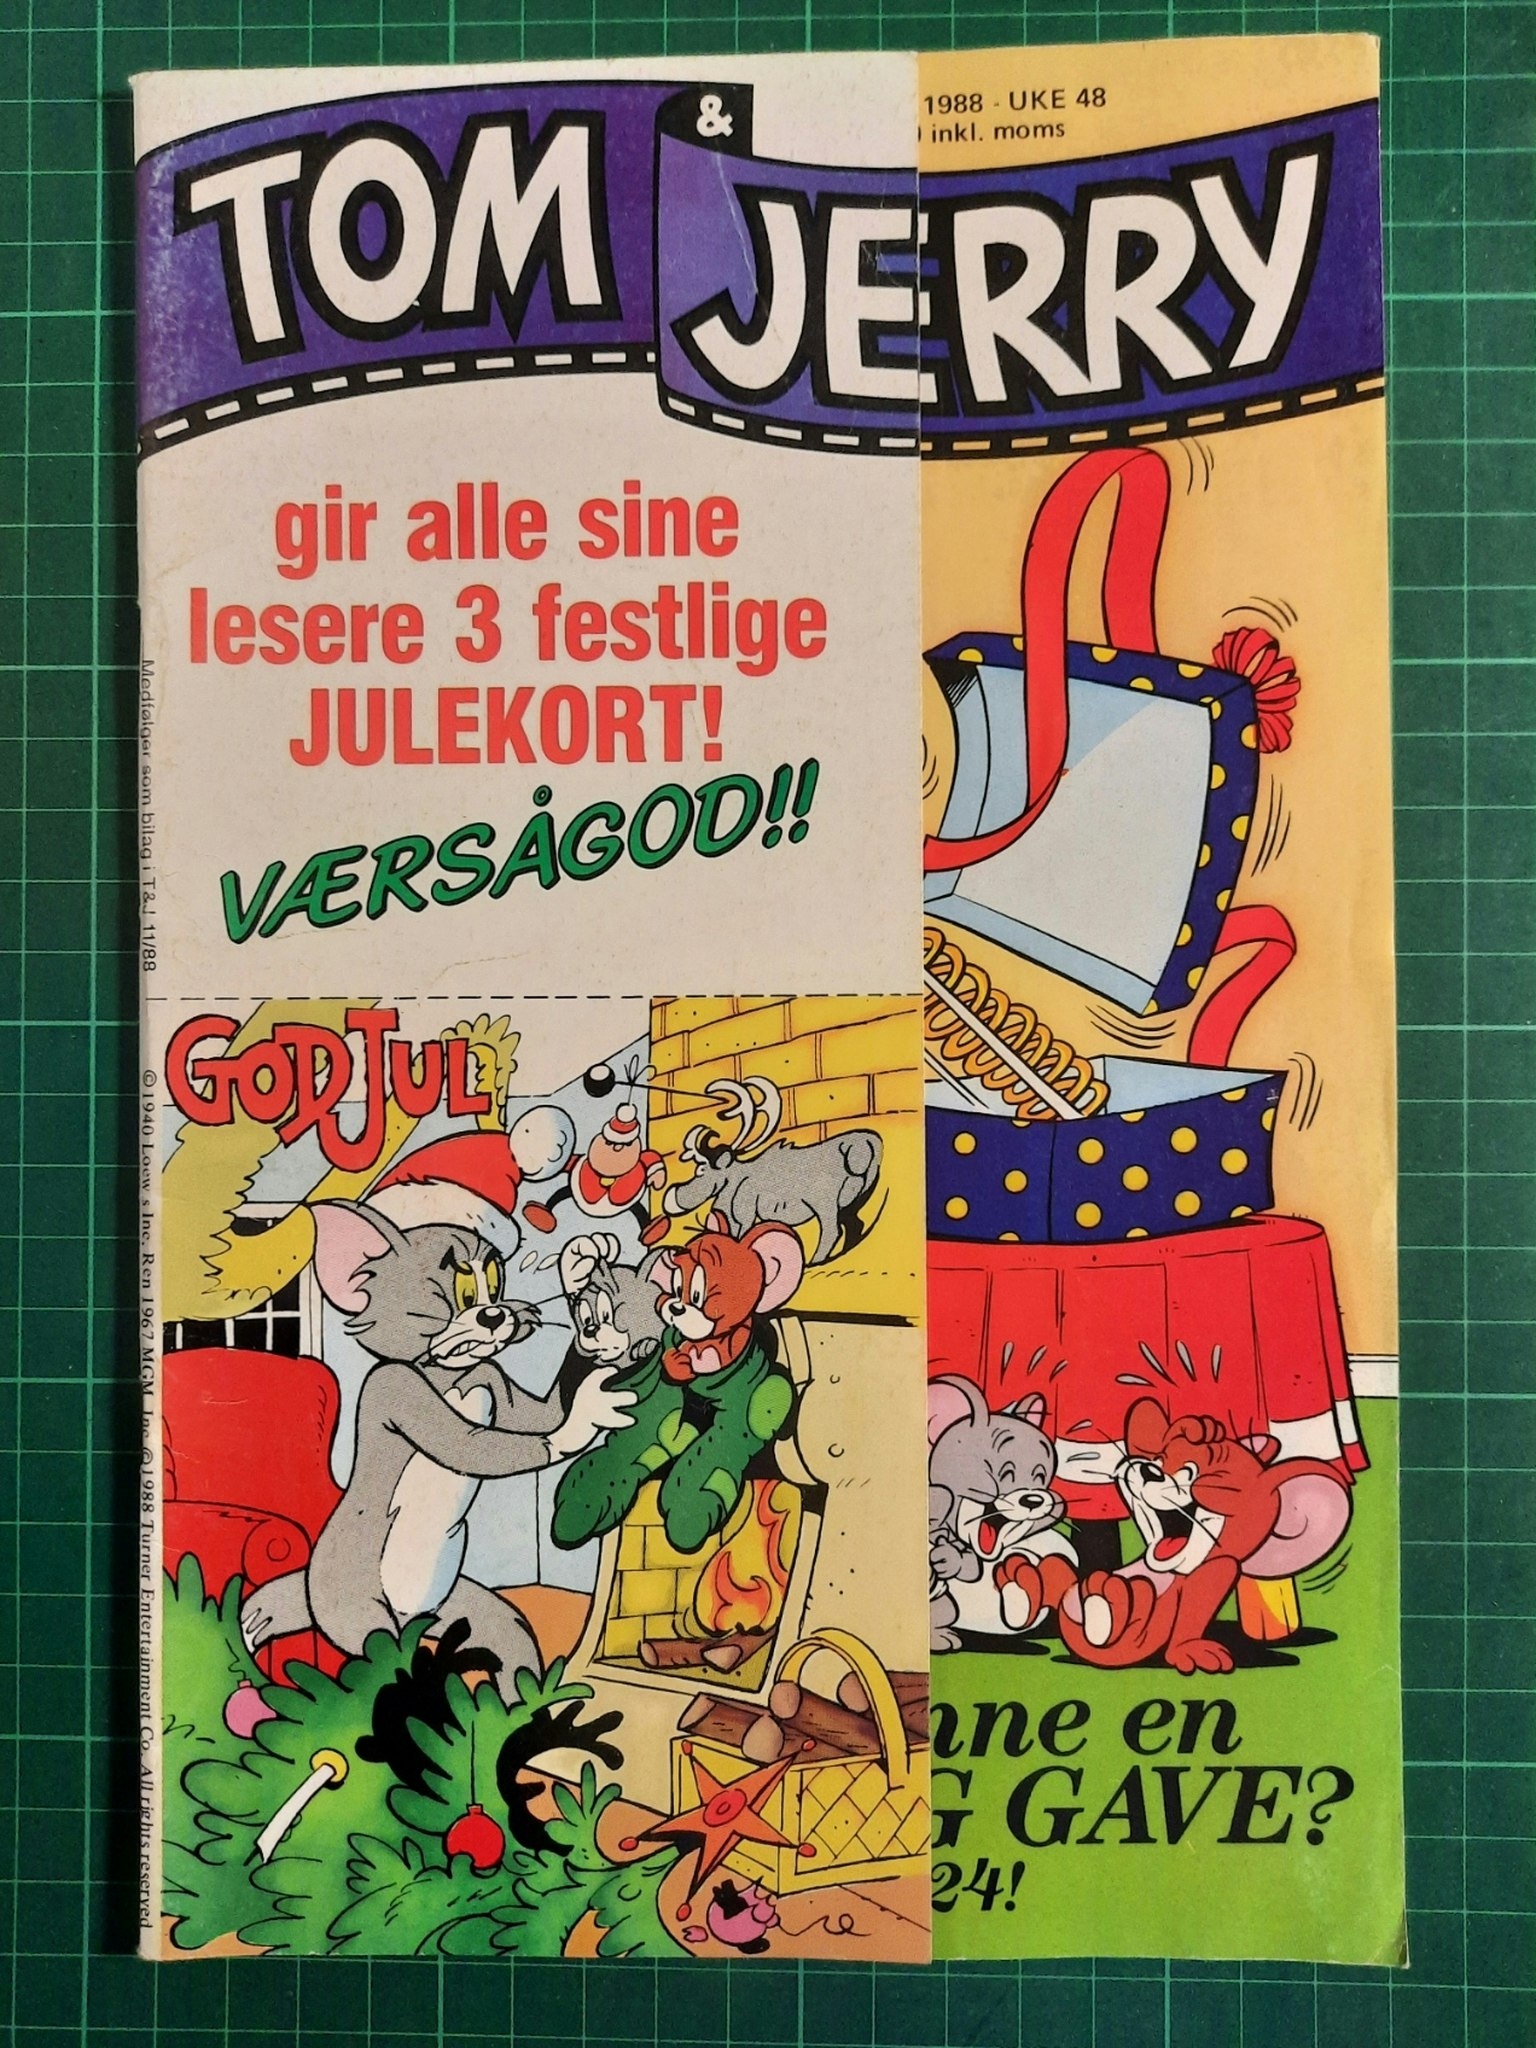 TOM & JERRY
1988 - UKE 48
inkl. moms
gir alle sine
lesere 3 festlige
JULEKORT!
VÆRSÅGOD!!
Medfølger som bilag i T&J 11/88
GOD JUL
©1940 Loew s Inc. Ren 1967 MGM Inc ©1988 Turner Entertainment Co. All rights reserved
nne en
G GAVE?
24!